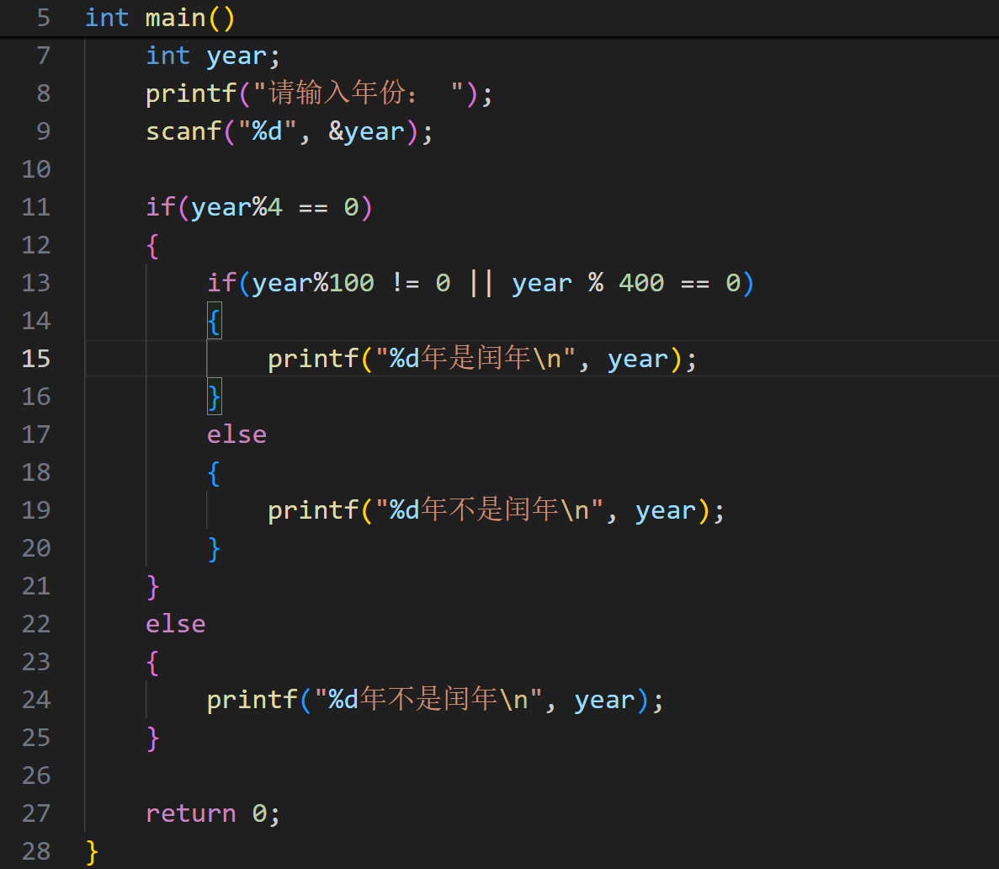 5 int main()
7 int year;
8 printf("请输入年份： ");
9 scanf("%d", &year);
10
11 if(year%4 == 0)
12 {
13 if(year%100 != 0 || year % 400 == 0)
14 {
15 printf("%d年是闰年\n", year);
16 }
17 else
18 {
19 printf("%d年不是闰年\n", year);
20 }
21 }
22 else
23 {
24 printf("%d年不是闰年\n", year);
25 }
26
27 return 0;
28 }